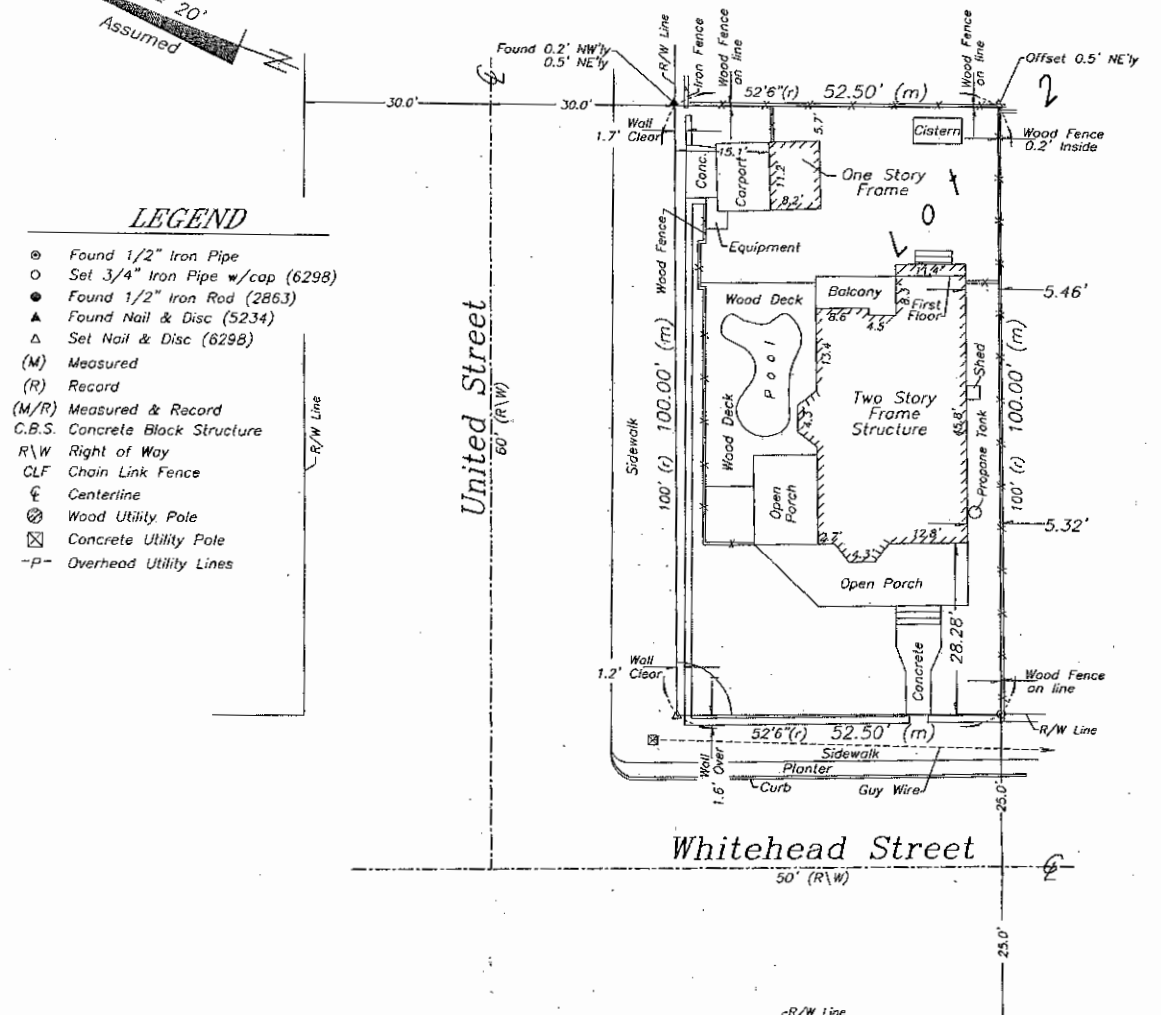 20'
Assumed
N
LEGEND
Found 1/2" Iron Pipe
Set 3/4" Iron Pipe w/cap (6298)
Found 1/2" Iron Rod (2863)
Found Nail & Disc (5234)
Set Nail & Disc (6298)
(M) Measured
(R) Record
(M/R) Measured & Record
C.B.S. Concrete Block Structure
R\W Right of Way
CLF Chain Link Fence
℄ Centerline
Wood Utility Pole
Concrete Utility Pole
-P- Overhead Utility Lines
R/W Line
30.0'
30.0'
℄
United Street
60' (R\W)
Sidewalk
Found 0.2' NW'ly
0.5' NE'ly
R/W Line
Iron Fence
Wood Fence
on line
52'6"(r) 52.50' (m)
Wood Fence
on line
Offset 0.5' NE'ly
2
Wall
1.7' Clear
Conc.
15.1'
Carport
11.2'
8.2'
5.7'
One Story
Frame
Cistern
Wood Fence
0.2' Inside
0
Equipment
Wood Fence
100' (r) 100.00' (m)
Wood Deck
Pool
Wood Deck
Balcony
8.6'
4.5'
8.3'
11.4'
First
Floor
5.46'
13.4
4.3'
Two Story
Frame
Structure
45.8'
Shed
Propane Tank
100' (r) 100.00' (m)
5.32'
Open
Porch
4.3'
12.8'
Open Porch
28.28'
Concrete
Wall
1.2' Clear
Wood Fence
on line
R/W Line
52'6"(r) 52.50' (m)
Wall Over
1.6'
Sidewalk
Planter
Curb
Guy Wire
25.0'
Whitehead Street
50' (R\W)
℄
25.0'
R/W Line